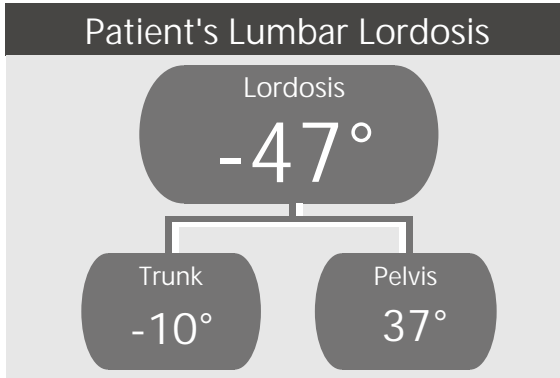 Patient's Lumbar Lordosis
Lordosis
-47°
Trunk
-10°
Pelvis
37°